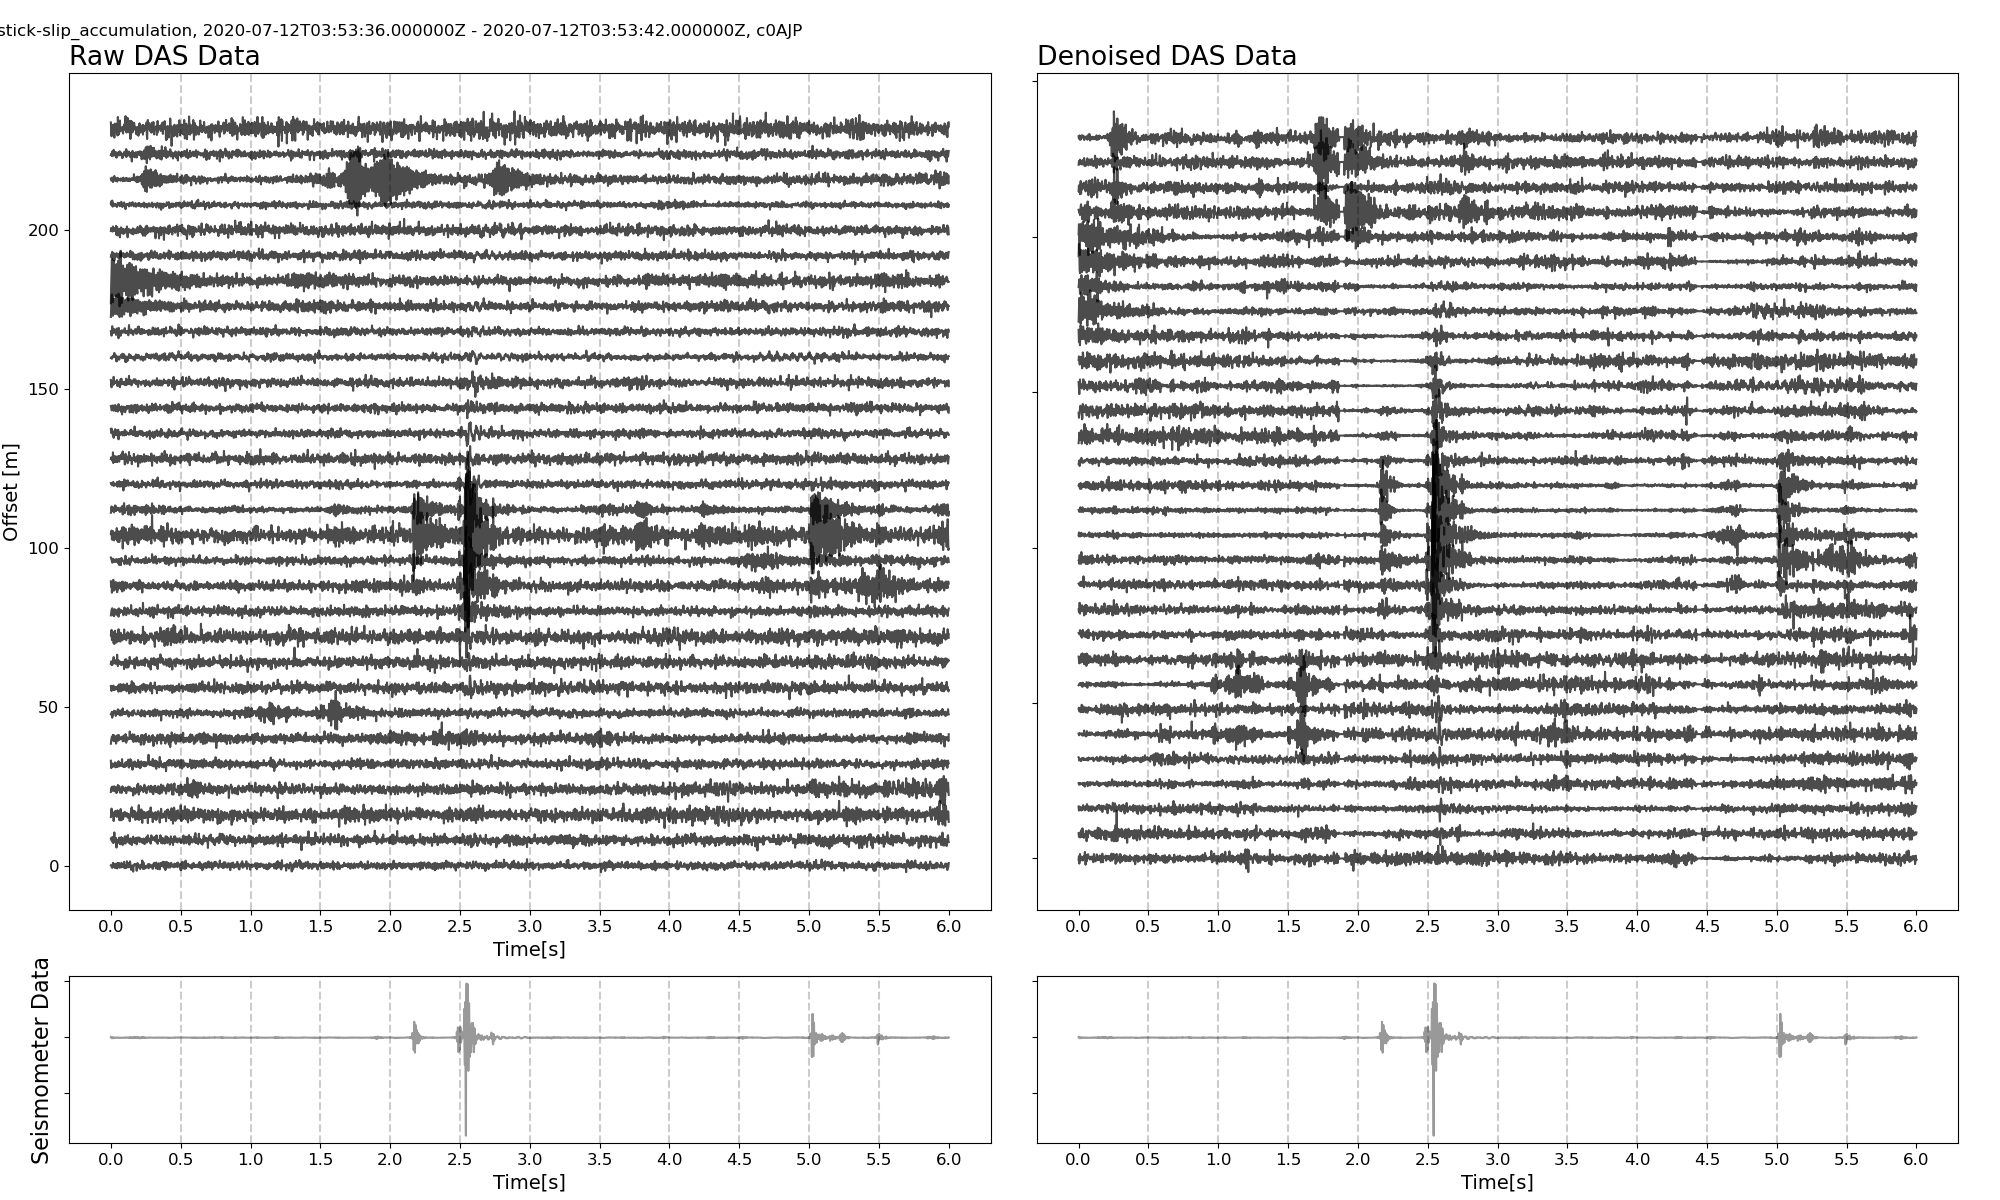 stick-slip_accumulation, 2020-07-12T03:53:36.000000Z - 2020-07-12T03:53:42.000000Z, c0AJP
Raw DAS Data
Denoised DAS Data
Offset [m]
200
150
100
50
0
0.0 0.5 1.0 1.5 2.0 2.5 3.0 3.5 4.0 4.5 5.0 5.5 6.0
Time[s]
0.0 0.5 1.0 1.5 2.0 2.5 3.0 3.5 4.0 4.5 5.0 5.5 6.0
Seismometer Data
0.0 0.5 1.0 1.5 2.0 2.5 3.0 3.5 4.0 4.5 5.0 5.5 6.0
Time[s]
0.0 0.5 1.0 1.5 2.0 2.5 3.0 3.5 4.0 4.5 5.0 5.5 6.0
Time[s]